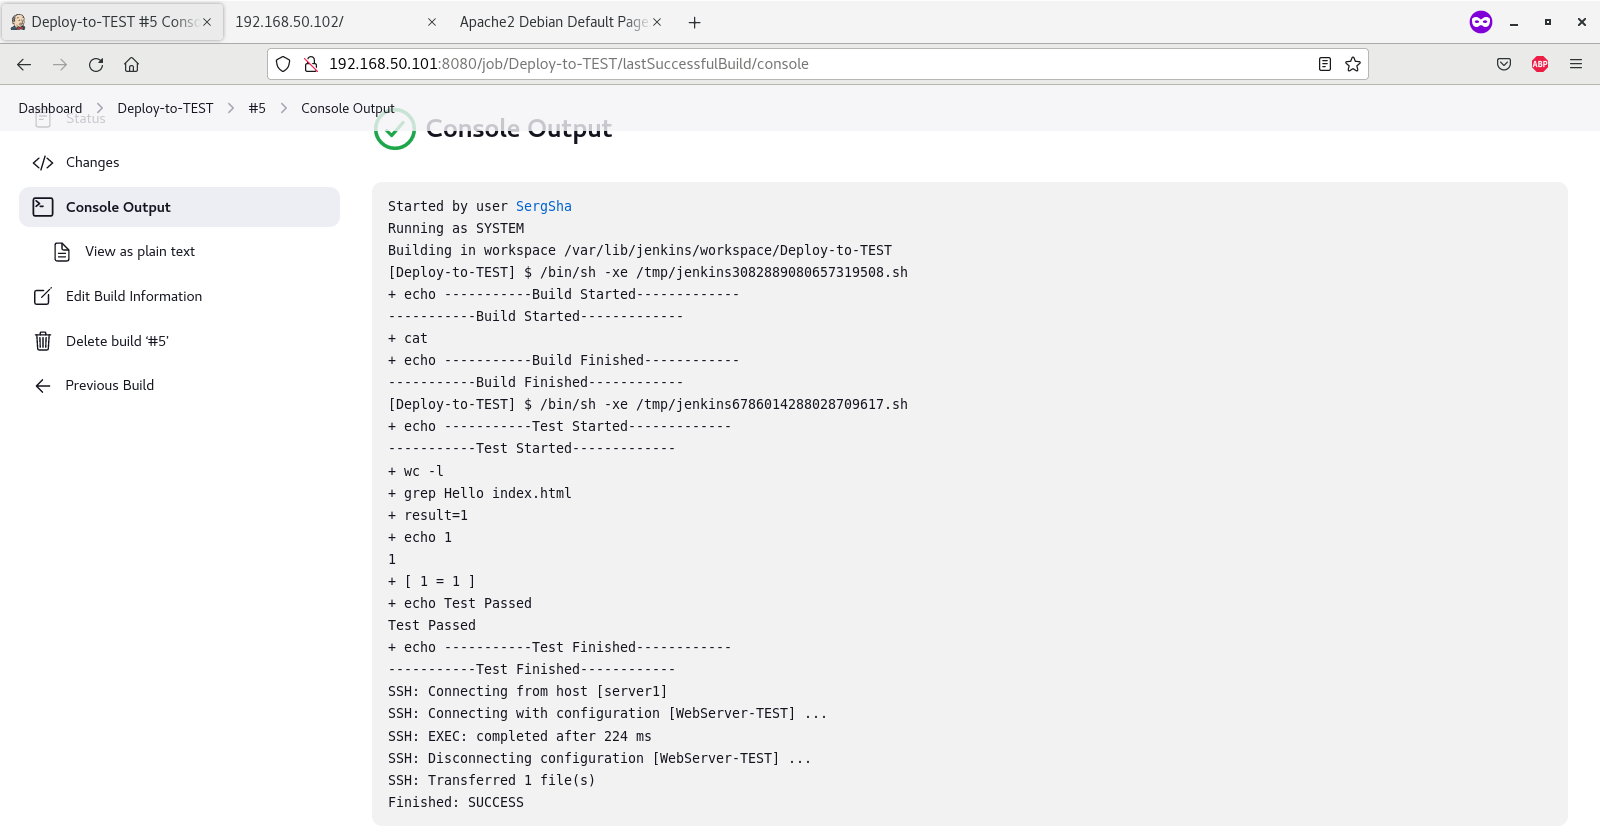 Deploy-to-TEST #5 Conso
192.168.50.102/
Apache2 Debian Default Page
192.168.50.101:8080/job/Deploy-to-TEST/lastSuccessfulBuild/console
ABP
Dashboard > Deploy-to-TEST > #5 > Console Output
Status
Changes
Console Output
View as plain text
Edit Build Information
Delete build ‘#5’
Previous Build
Console Output
Started by user SergSha
Running as SYSTEM
Building in workspace /var/lib/jenkins/workspace/Deploy-to-TEST
[Deploy-to-TEST] $ /bin/sh -xe /tmp/jenkins3082889080657319508.sh
+ echo -----------Build Started-------------
-----------Build Started-------------
+ cat
+ echo -----------Build Finished------------
-----------Build Finished------------
[Deploy-to-TEST] $ /bin/sh -xe /tmp/jenkins6786014288028709617.sh
+ echo -----------Test Started-------------
-----------Test Started-------------
+ wc -l
+ grep Hello index.html
+ result=1
+ echo 1
1
+ [ 1 = 1 ]
+ echo Test Passed
Test Passed
+ echo -----------Test Finished------------
-----------Test Finished------------
SSH: Connecting from host [server1]
SSH: Connecting with configuration [WebServer-TEST] ...
SSH: EXEC: completed after 224 ms
SSH: Disconnecting configuration [WebServer-TEST] ...
SSH: Transferred 1 file(s)
Finished: SUCCESS